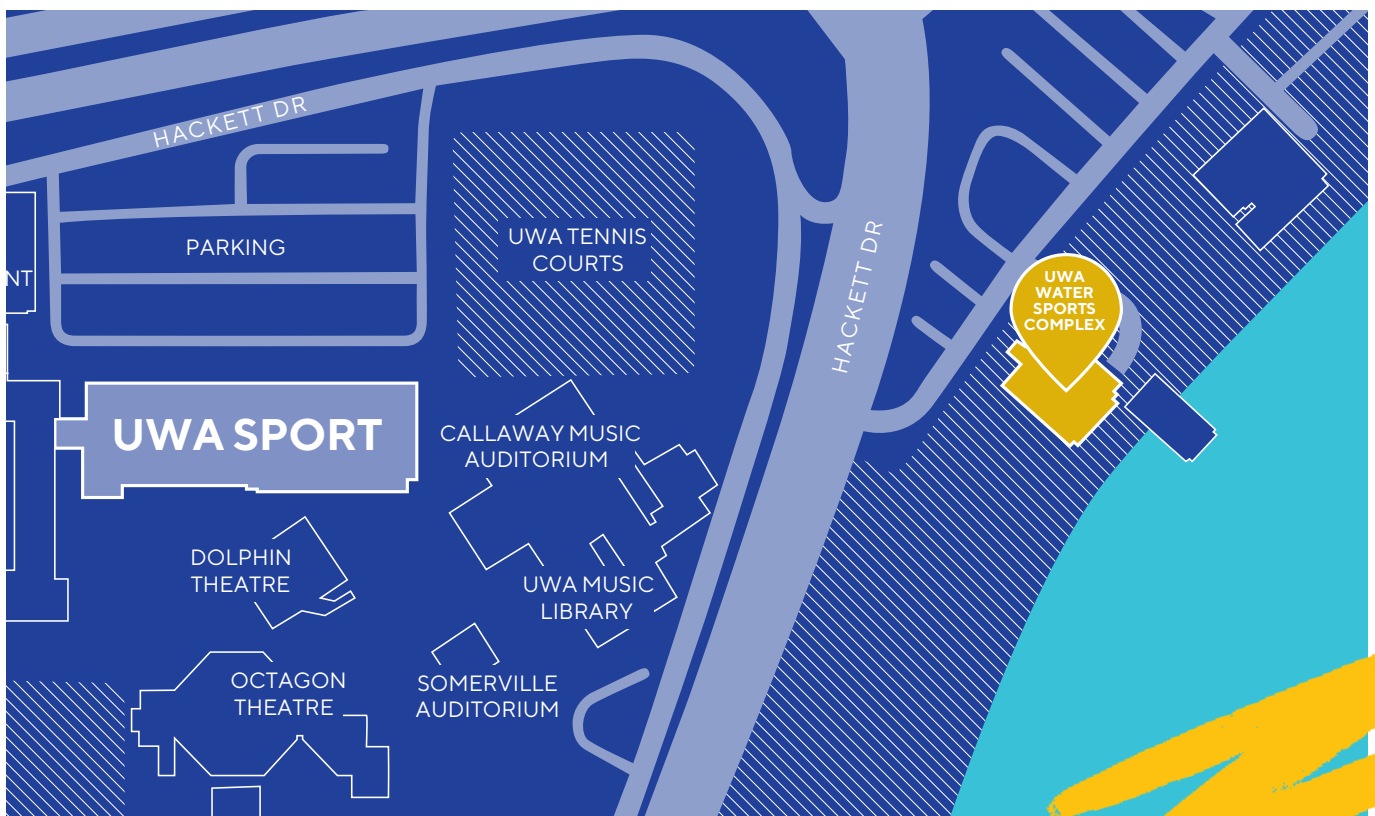 HACKETT DR
PARKING
NT
UWA TENNIS
COURTS
HACKETT DR
UWA
WATER
SPORTS
COMPLEX
UWA SPORT
CALLAWAY MUSIC
AUDITORIUM
DOLPHIN
THEATRE
UWA MUSIC
LIBRARY
OCTAGON
THEATRE
SOMERVILLE
AUDITORIUM